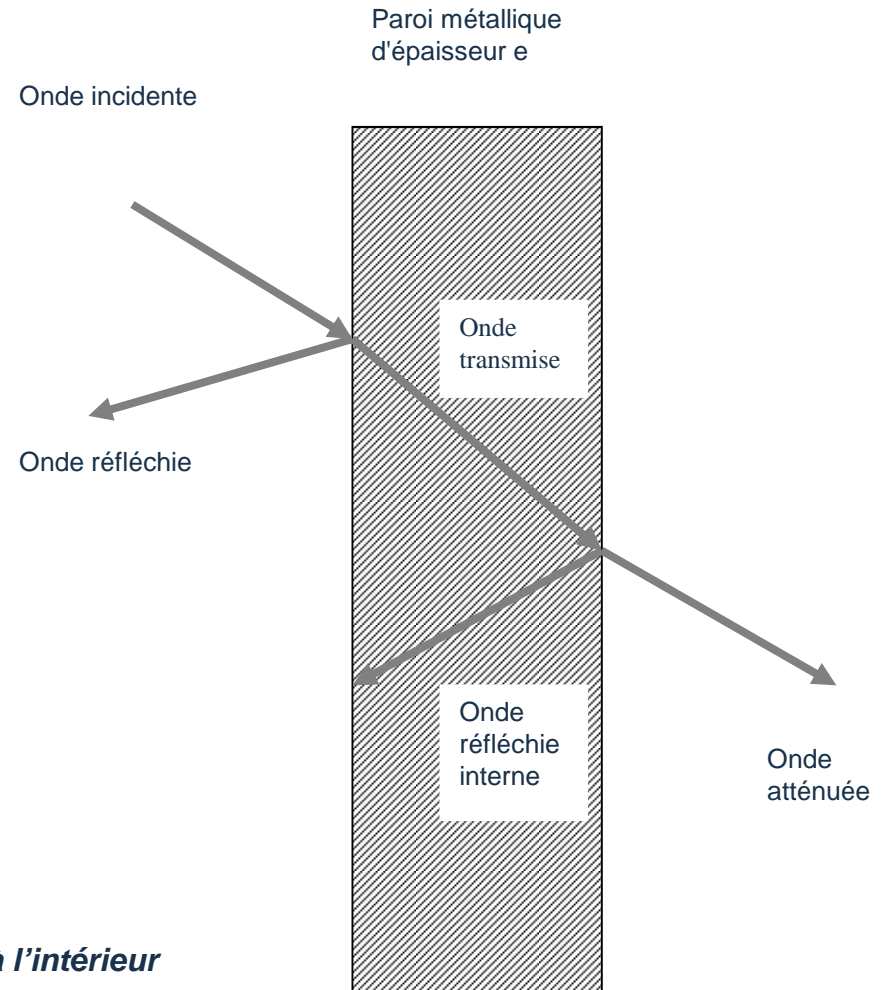 Paroi métallique
d'épaisseur e
Onde incidente
Onde
transmise
Onde réfléchie
Onde
réfléchie
interne
Onde
atténuée
l'intérieur